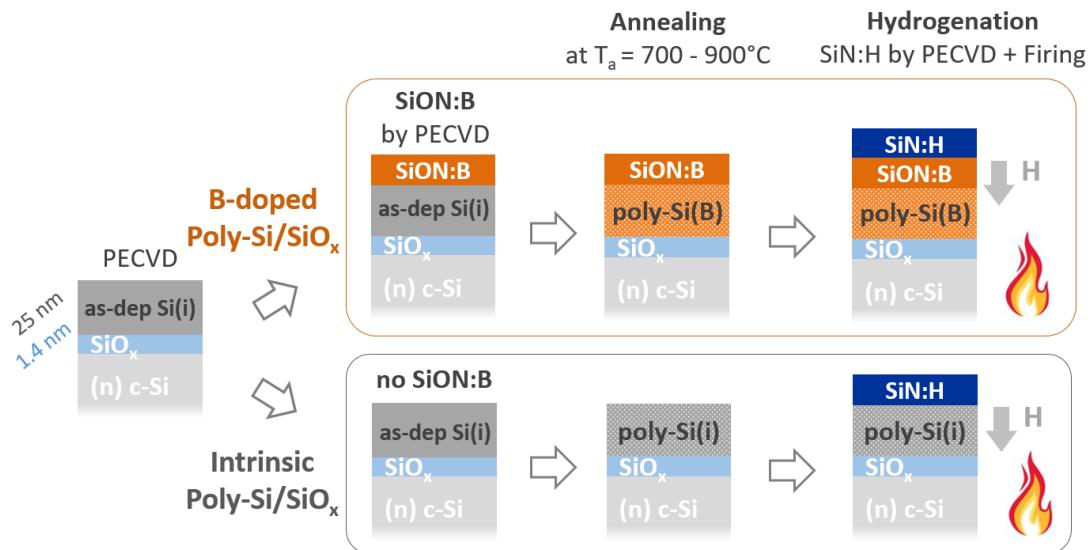 Annealing
at Tₐ = 700 - 900°C
Hydrogenation
SiN:H by PECVD + Firing
SiON:B
by PECVD
SiON:B
as-dep Si(i)
SiOₓ
(n) c-Si
SiON:B
poly-Si(B)
SiOₓ
(n) c-Si
SiN:H
SiON:B
poly-Si(B)
SiOₓ
(n) c-Si
H
B-doped
Poly-Si/SiOₓ
PECVD
25 nm
1.4 nm
as-dep Si(i)
SiOₓ
(n) c-Si
Intrinsic
Poly-Si/SiOₓ
no SiON:B
as-dep Si(i)
SiOₓ
(n) c-Si
poly-Si(i)
SiOₓ
(n) c-Si
SiN:H
poly-Si(i)
SiOₓ
(n) c-Si
H